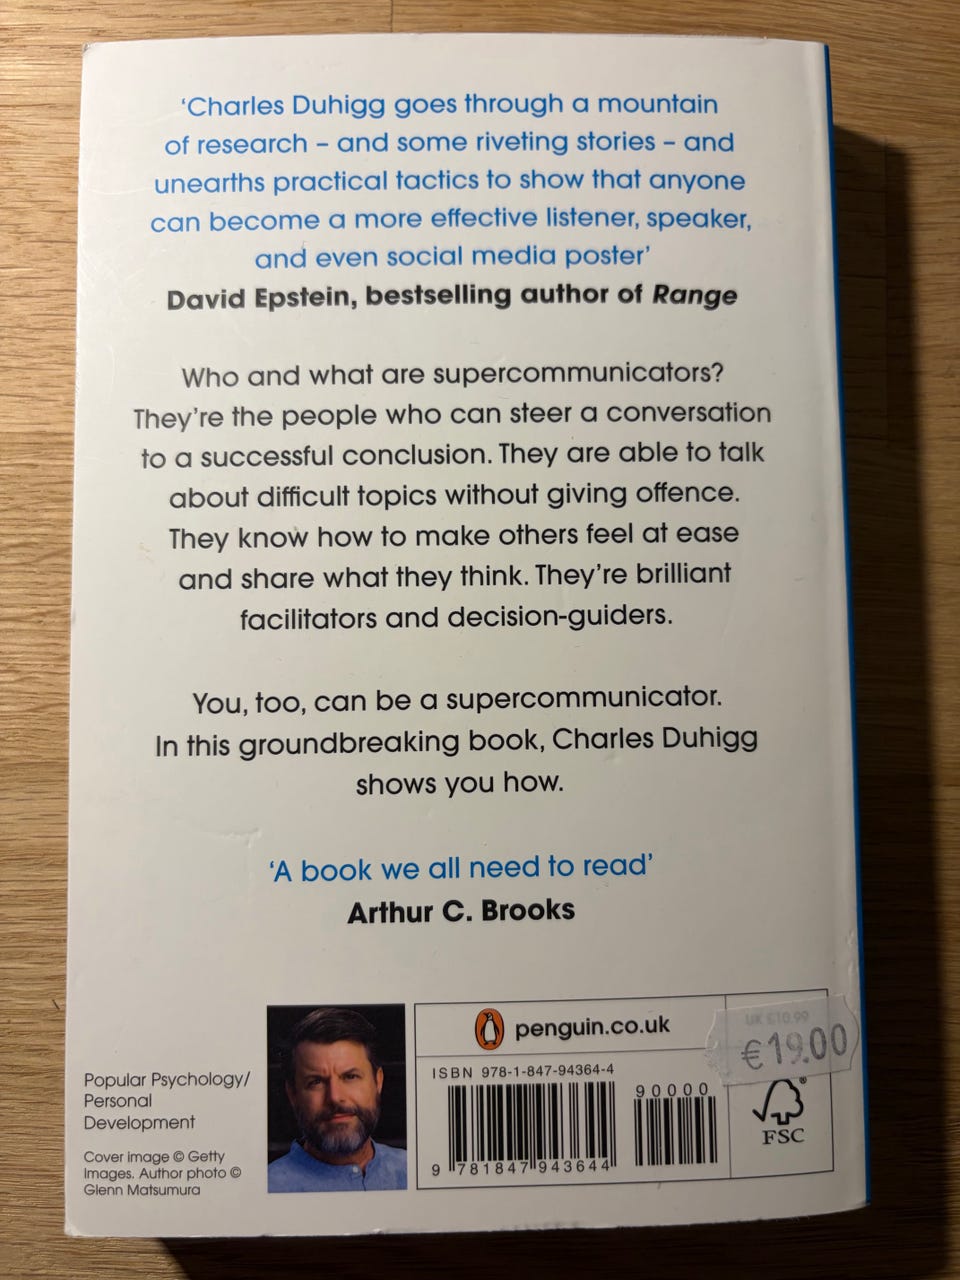 ‘Charles Duhigg goes through a mountain
of research – and some riveting stories – and
unearths practical tactics to show that anyone
can become a more effective listener, speaker,
and even social media poster’
David Epstein, bestselling author of Range
Who and what are supercommunicators?
They’re the people who can steer a conversation
to a successful conclusion. They are able to talk
about difficult topics without giving offence.
They know how to make others feel at ease
and share what they think. They’re brilliant
facilitators and decision-guiders.
You, too, can be a supercommunicator.
In this groundbreaking book, Charles Duhigg
shows you how.
‘A book we all need to read’
Arthur C. Brooks
Popular Psychology/
Personal
Development
Cover image © Getty
Images. Author photo ©
Glenn Matsumura
penguin.co.uk
UK £10.99
€19.00
ISBN 978-1-847-94364-4
90000
9 781847 943644
FSC®